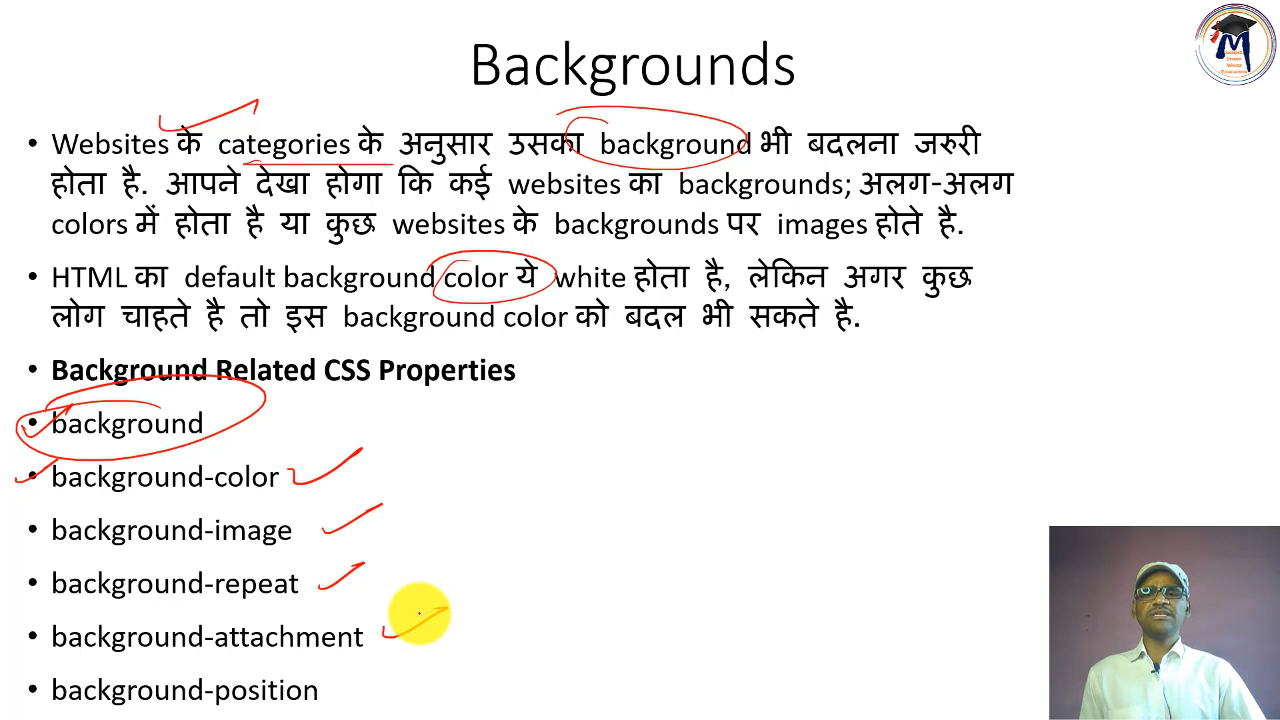 Backgrounds
• Websites के categories के अनुसार उसका background भी बदलना जरुरी
होता है. आपने देखा होगा कि कई websites का backgrounds; अलग-अलग
colors में होता है या कुछ websites के backgrounds पर images होते है.
• HTML का default background color ये white होता है, लेकिन अगर कुछ
लोग चाहते है तो इस background color को बदल भी सकते है.
• Background Related CSS Properties
• background
• background-color
• background-image
• background-repeat
• background-attachment
• background-position